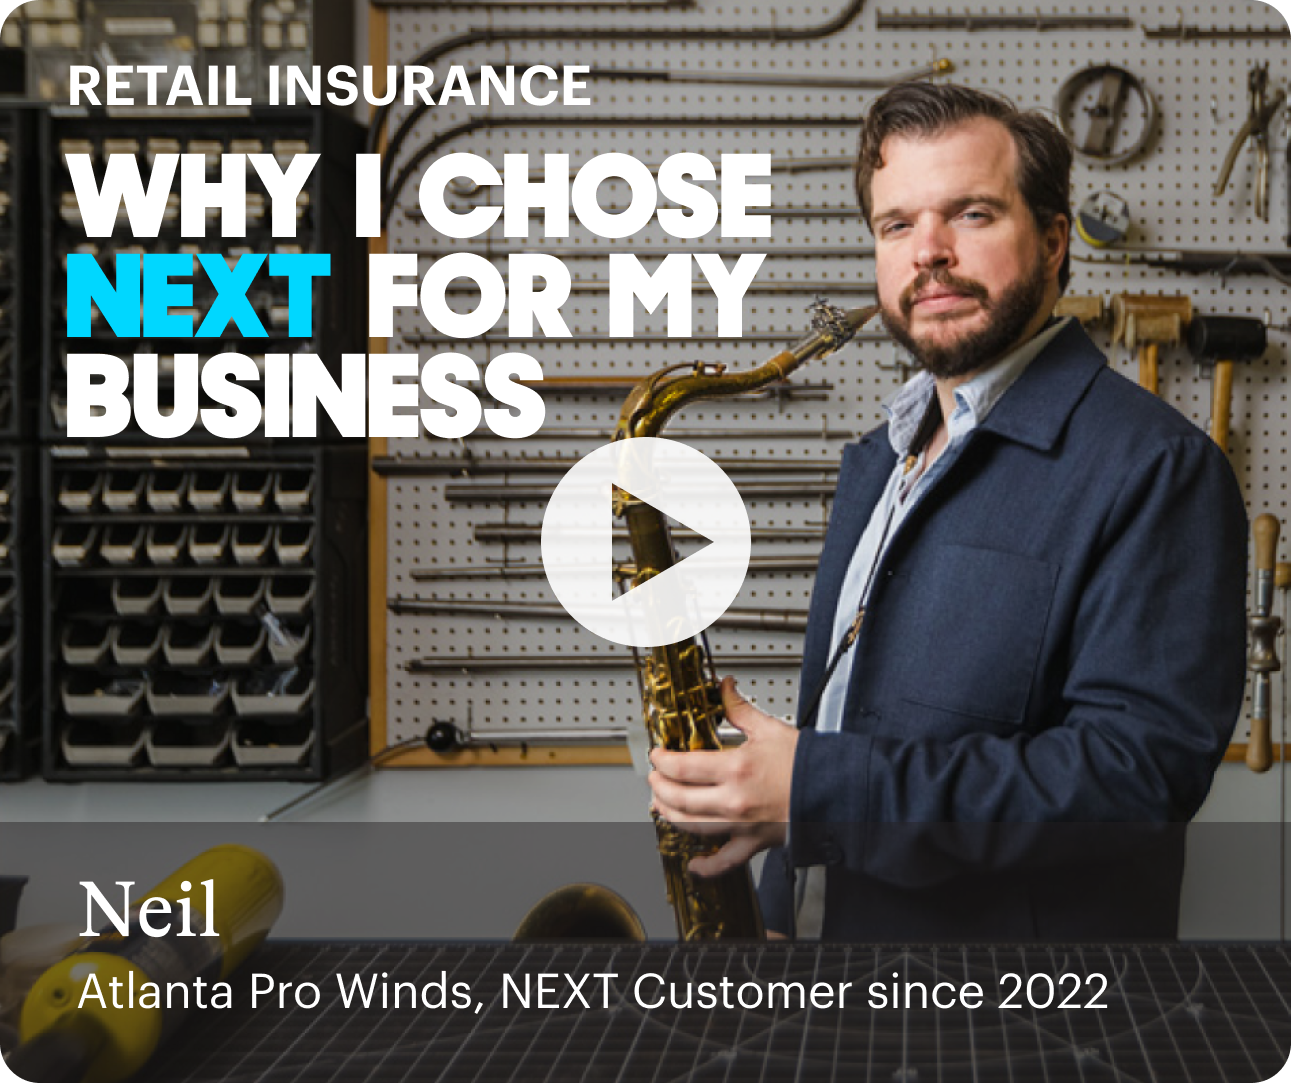 RETAIL INSURANCE
WHY I CHOSE
NEXT FOR MY
BUSINESS
Neil
Atlanta Pro Winds, NEXT Customer since 2022